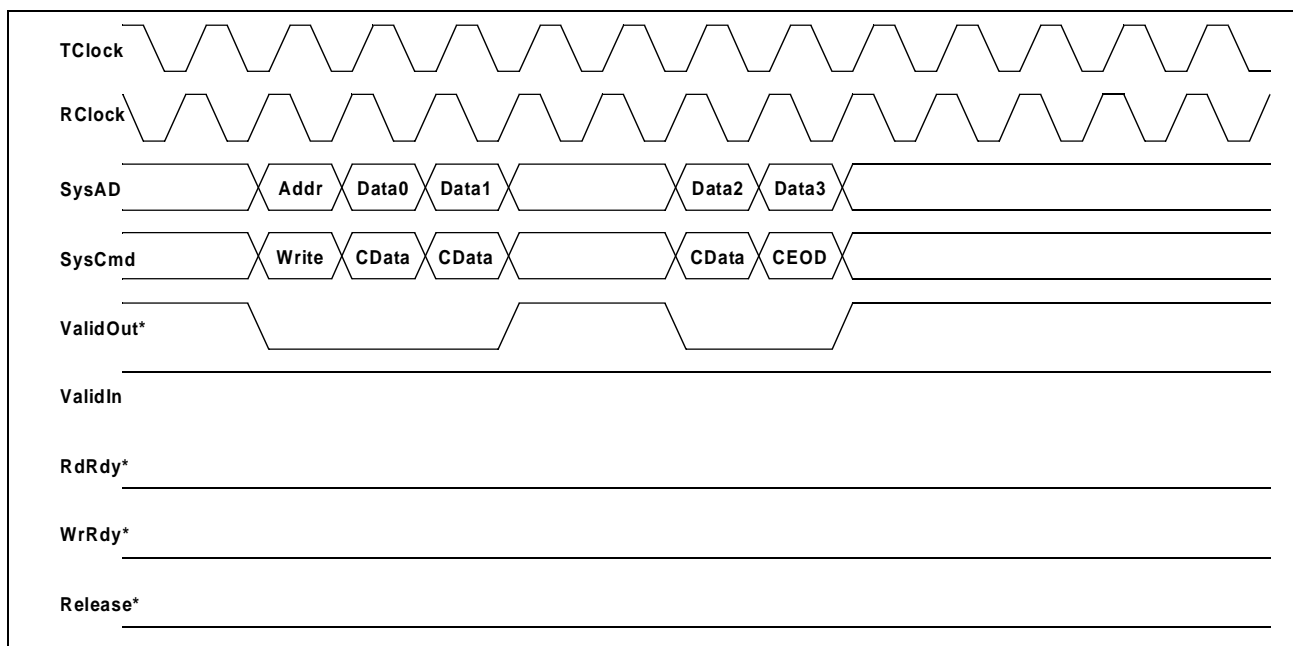 TClock
RClock
SysAD Addr Data0 Data1 Data2 Data3
SysCmd Write CData CData CData CEOD
ValidOut*
ValidIn
RdRdy*
WrRdy*
Release*